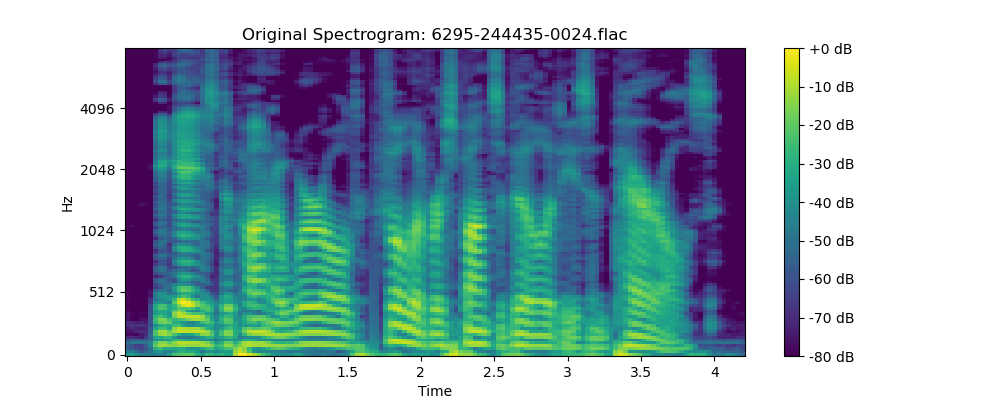 Original Spectrogram: 6295-244435-0024.flac
Hz
4096
2048
1024
512
0
0 0.5 1 1.5 2 2.5 3 3.5 4
Time
+0 dB
-10 dB
-20 dB
-30 dB
-40 dB
-50 dB
-60 dB
-70 dB
-80 dB